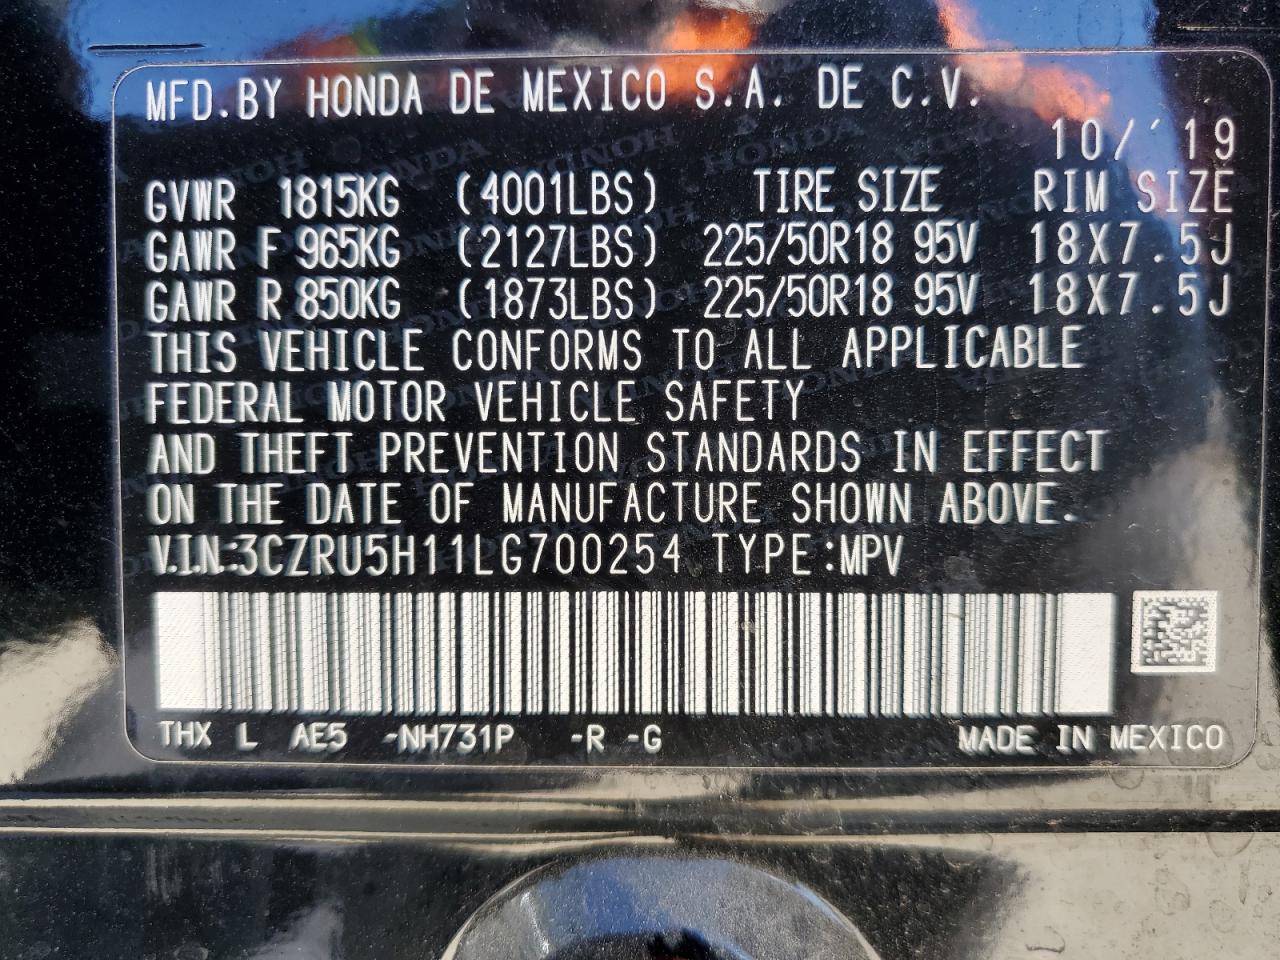 MFD.BY HONDA DE MEXICO S.A. DE C.V.
10/ '19
GVWR 1815KG (4001LBS) TIRE SIZE RIM SIZE
GAWR F 965KG (2127LBS) 225/50R18 95V 18X7.5J
GAWR R 850KG (1873LBS) 225/50R18 95V 18X7.5J
THIS VEHICLE CONFORMS TO ALL APPLICABLE
FEDERAL MOTOR VEHICLE SAFETY
AND THEFT PREVENTION STANDARDS IN EFFECT
ON THE DATE OF MANUFACTURE SHOWN ABOVE.
V.I.N.:3CZRU5H11LG700254 TYPE:MPV
THX L AE5 -NH731P -R -G MADE IN MEXICO